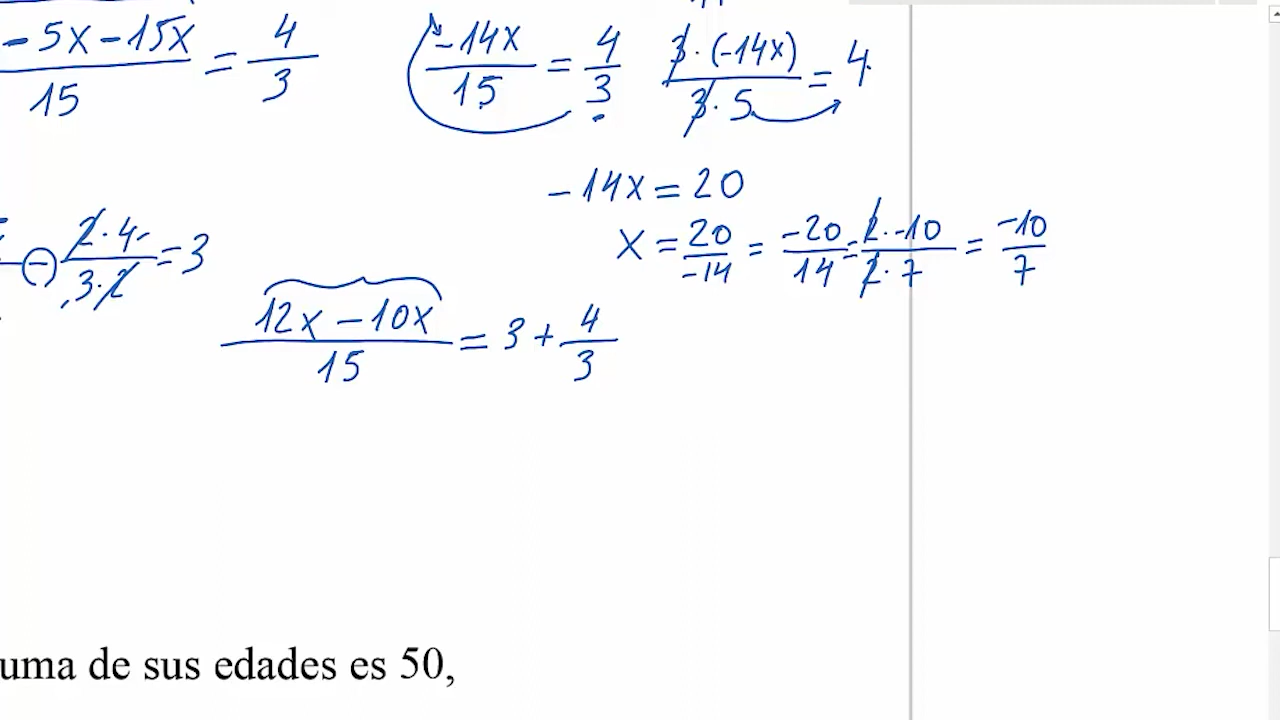 (- 5x - 15x)/15 = 4/3
-14x/15 = 4/3
3·(-14x)/(3·5) = 4
-14x = 20
x = 20/-14 = -20/14 = 2·-10/(2·7) = -10/7
(-) 2·4/(3·2) = 3
(12x - 10x)/15 = 3 + 4/3
uma de sus edades es 50,